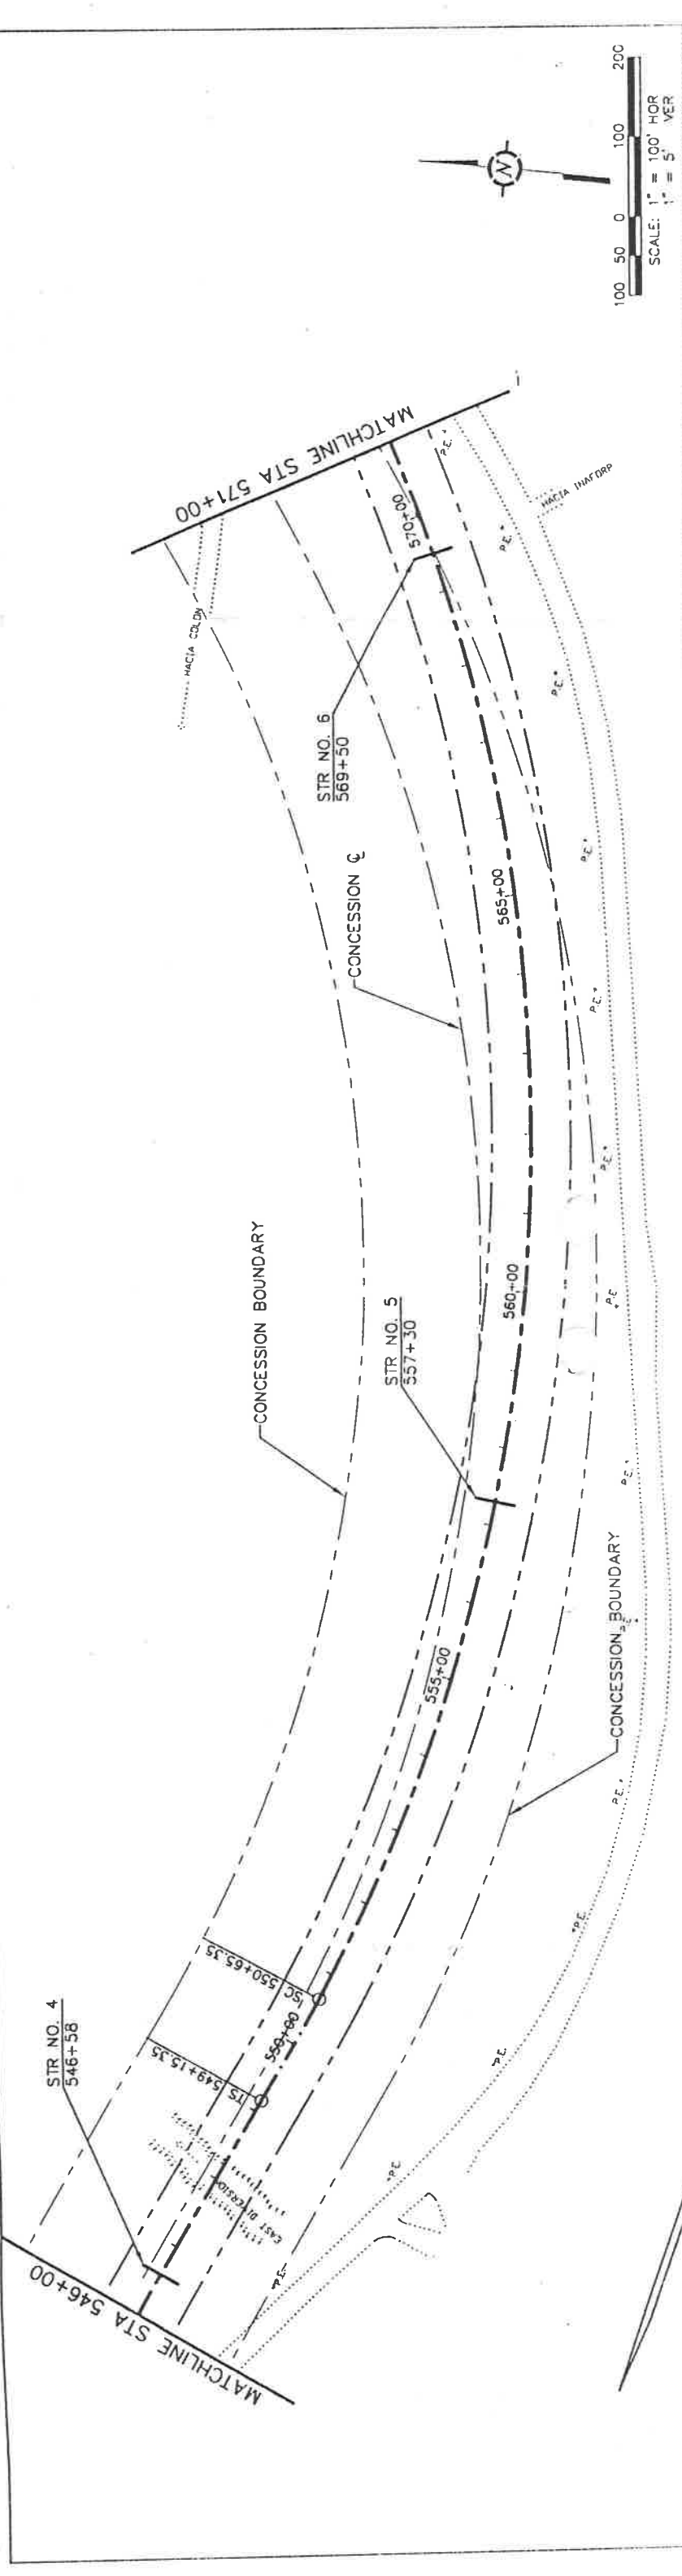 MATCHLINE STA 546+00
STR NO. 4
546+58
EAST DIVERSION
TS 549+15.35
550+00
SC 550+65.35
555+00
CONCESSION BOUNDARY
STR NO. 5
557+30
CONCESSION BOUNDARY
560+00
565+00
CONCESSION ℄
STR NO. 6
569+50
570+00
HACIA COLON
MATCHLINE STA 571+00
HACIA INAFORP
P.E.
P.E.
P.E.
P.E.
P.E.
P.E.
P.E.
P.E.
P.E.
P.E.
P.E.
P.E.
P.E.
P.E.
N
100 50 0 100 200
SCALE: 1" = 100' HOR
1" = 5' VER